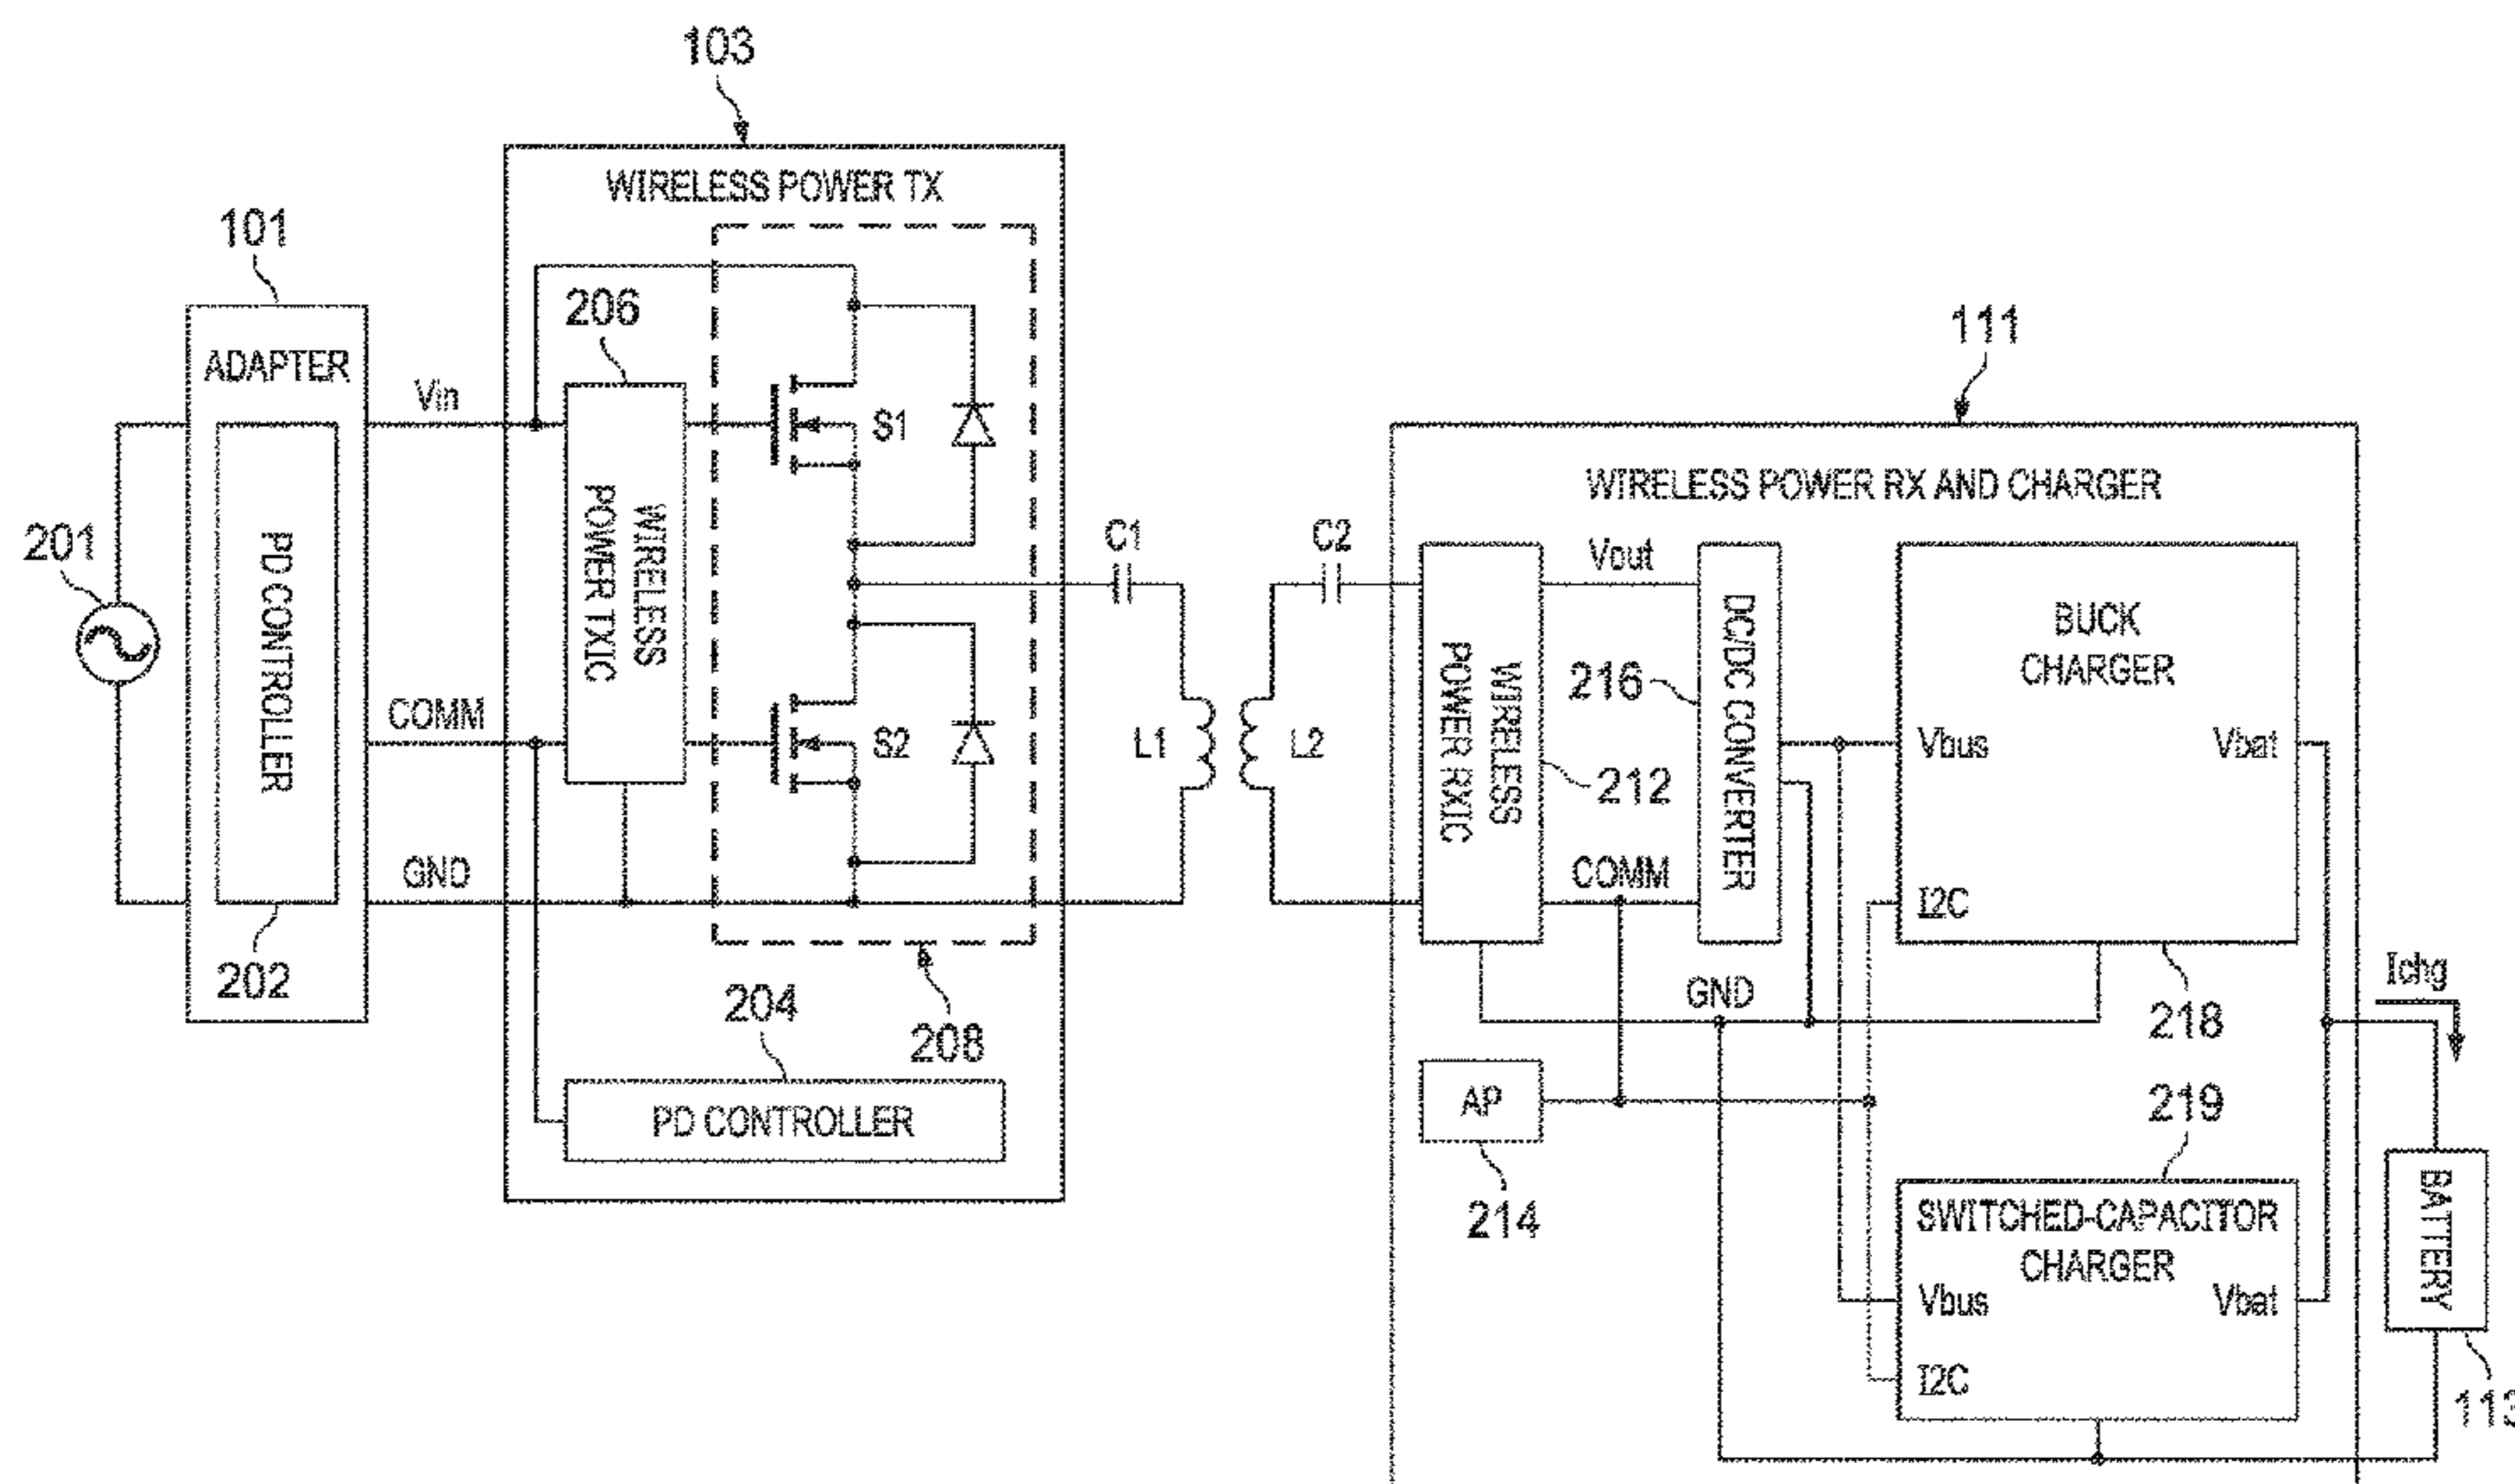 103
WIRELESS POWER TX
101
206
ADAPTER
Vin
S1
111
WIRELESS POWER RX AND CHARGER
PD CONTROLLER
WIRELESS
POWER TXIC
201
C1
C2
Vout
BUCK
CHARGER
WIRELESS
POWER RXIC
DC/DC CONVERTER
216
COMM
S2
L1
L2
212
Vbus
Vbat
GND
COMM
I2C
202
204
208
GND
218
Ichg
PD CONTROLLER
AP
219
214
SWITCHED-CAPACITOR
CHARGER
BATTERY
Vbus
Vbat
I2C
113